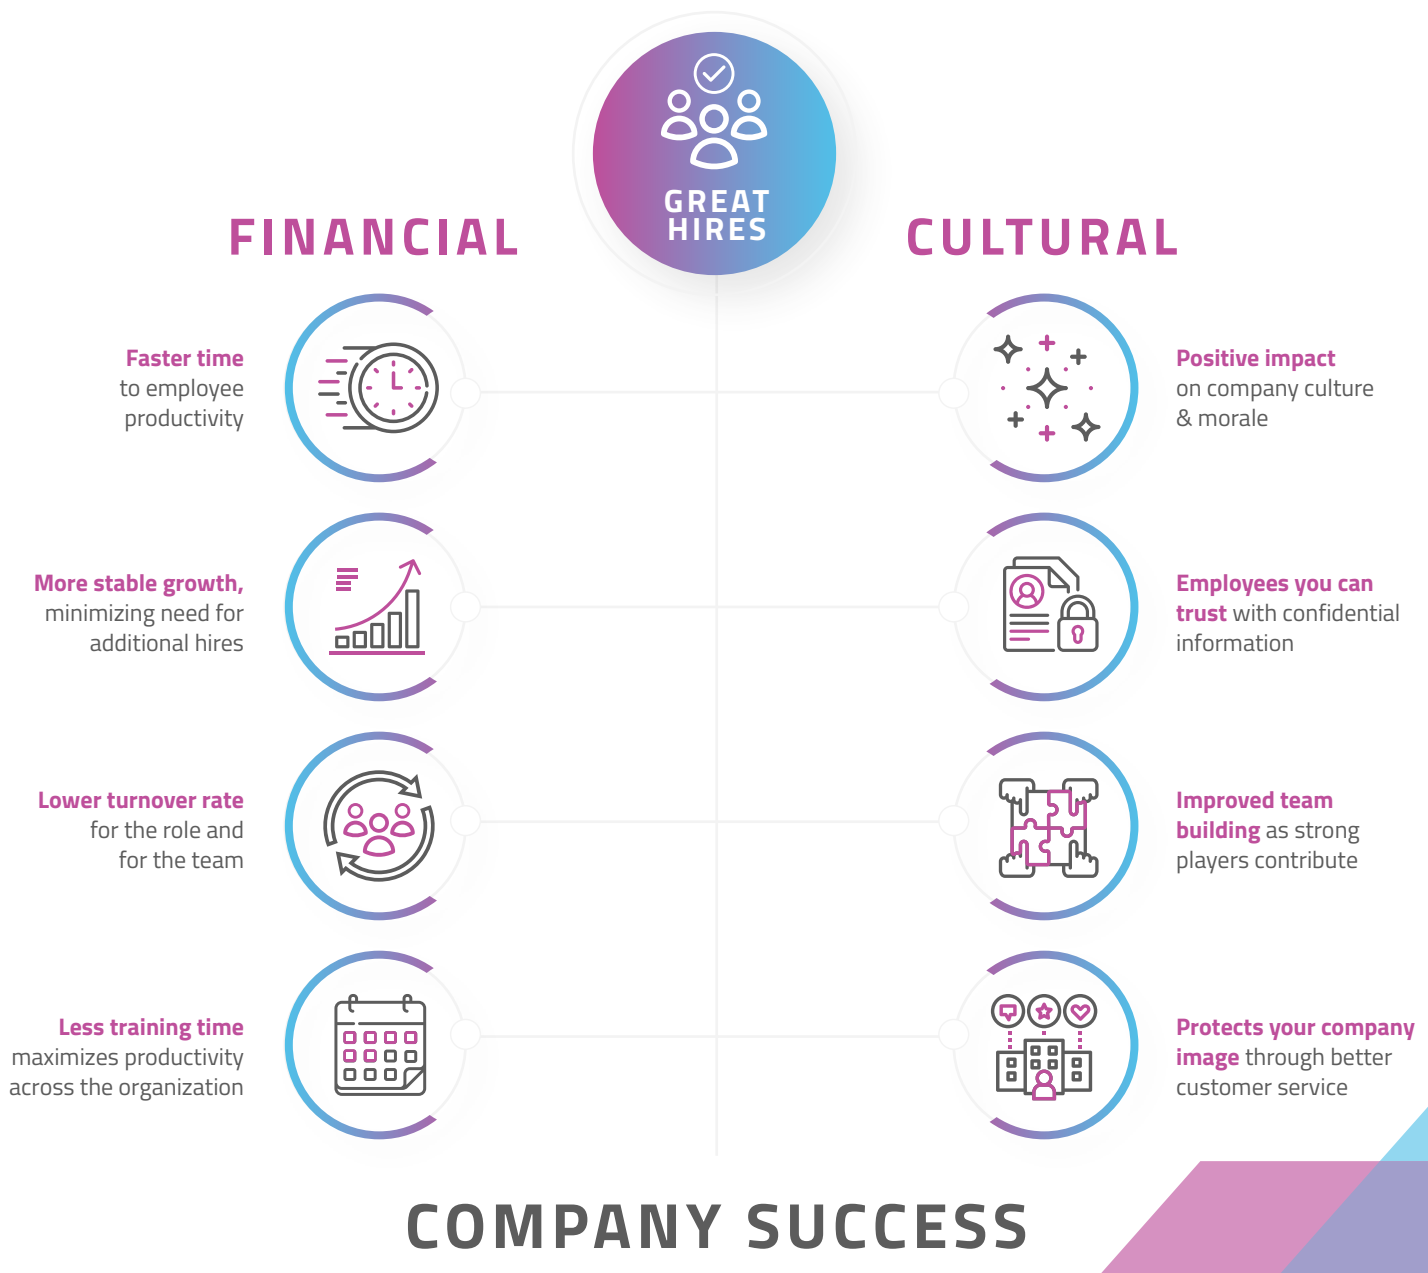 GREAT
HIRES
FINANCIAL
Faster time
to employee
productivity
More stable growth,
minimizing need for
additional hires
Lower turnover rate
for the role and
for the team
Less training time
maximizes productivity
across the organization
CULTURAL
Positive impact
on company culture
& morale
Employees you can
trust with confidential
information
Improved team
building as strong
players contribute
Protects your company
image through better
customer service
COMPANY SUCCESS